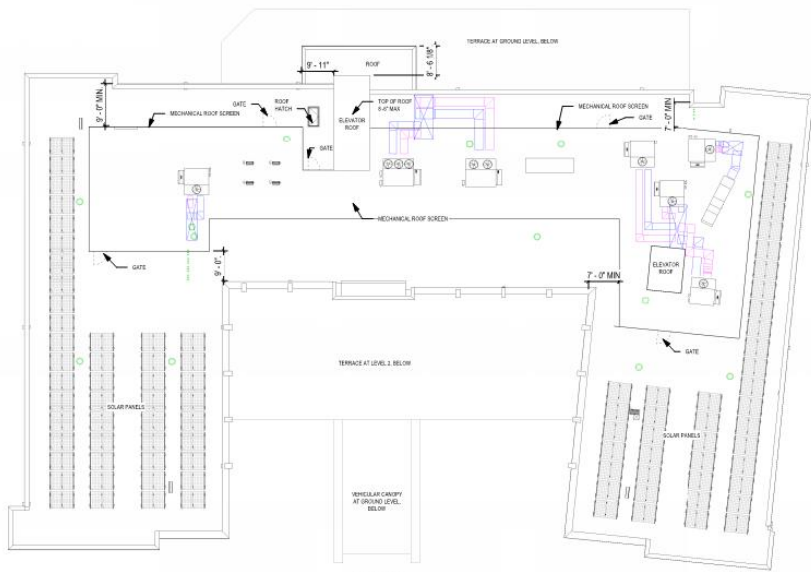 TERRACE AT GROUND LEVEL, BELOW
9' - 11"
ROOF
8' - 6 1/8"
9' - 0" MIN.
GATE
ROOF
HATCH
MECHANICAL ROOF SCREEN
TOP OF ROOF
8'-6" MAX
ELEVATOR
ROOF
MECHANICAL ROOF SCREEN
GATE
7' - 0" MIN.
GATE
MECHANICAL ROOF SCREEN
GATE
9' - 0"
7' - 0" MIN
ELEVATOR
ROOF
GATE
TERRACE AT LEVEL 2, BELOW
SOLAR PANELS
SOLAR PANELS
VEHICULAR CANOPY
AT GROUND LEVEL,
BELOW